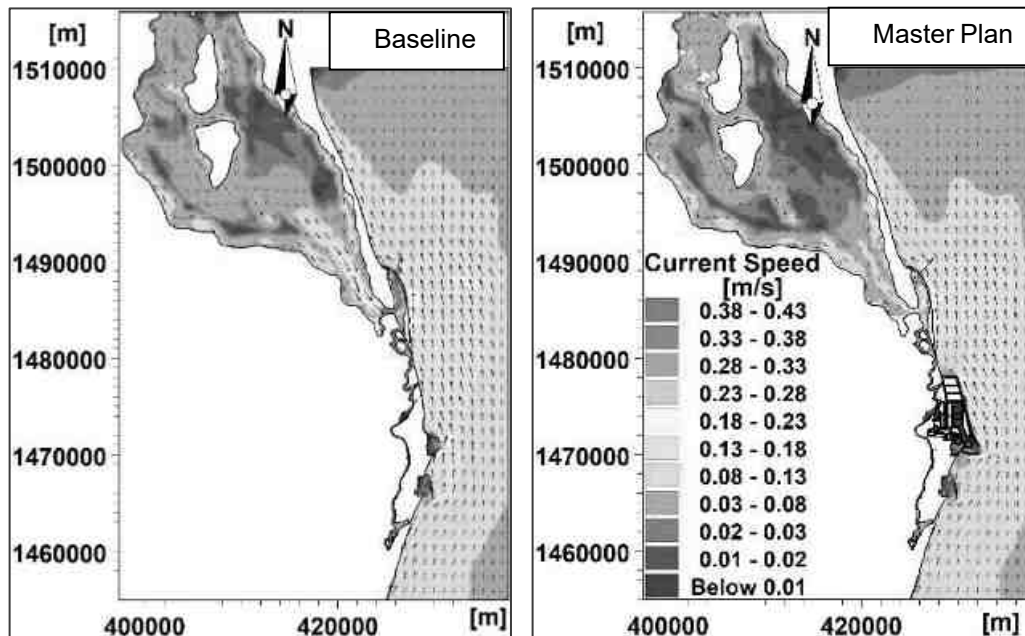 [m]
N
Baseline
1510000
1500000
1490000
1480000
1470000
1460000
400000
420000
[m]
[m]
N
Master Plan
1510000
1500000
1490000
1480000
1470000
1460000
Current Speed
[m/s]
0.38 - 0.43
0.33 - 0.38
0.28 - 0.33
0.23 - 0.28
0.18 - 0.23
0.13 - 0.18
0.08 - 0.13
0.03 - 0.08
0.02 - 0.03
0.01 - 0.02
Below 0.01
400000
420000
[m]